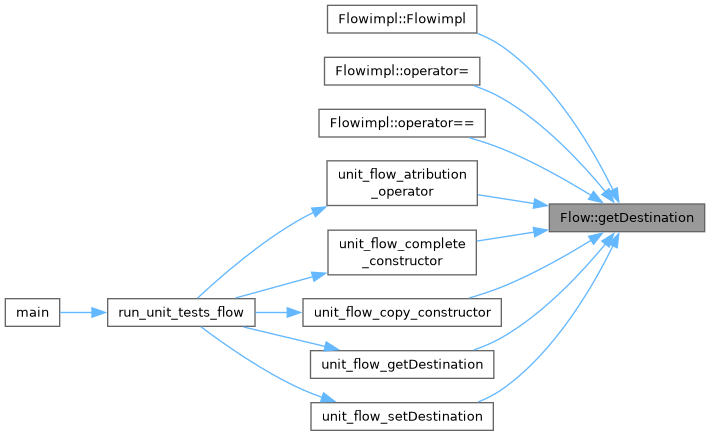 Flowimpl::Flowimpl
Flowimpl::operator=
Flowimpl::operator==
unit_flow_atribution
_operator
Flow::getDestination
unit_flow_complete
_constructor
main
run_unit_tests_flow
unit_flow_copy_constructor
unit_flow_getDestination
unit_flow_setDestination